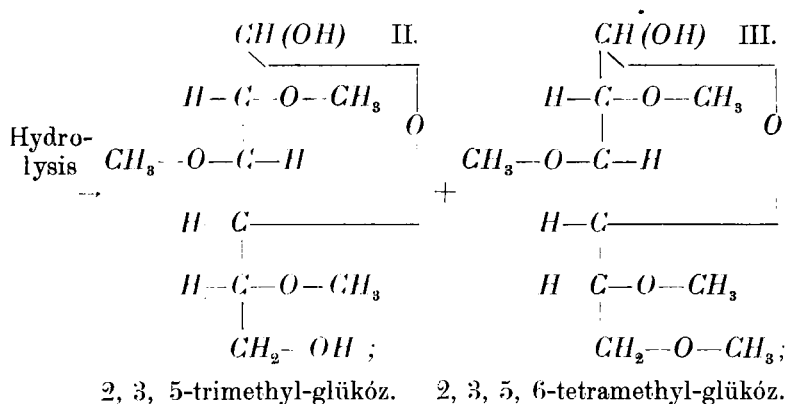 CH(OH) II. CH(OH) III.
H–C–O–CH₃ H–C–O–CH₃
O O
Hydro-
lysis CH₃–O–C–H CH₃–O–C–H
→ +
H C H–C
H–C–O–CH₃ H C–O–CH₃
CH₂–OH ; CH₂–O–CH₃;
2, 3, 5-trimethyl-glükóz. 2, 3, 5, 6-tetramethyl-glükóz.